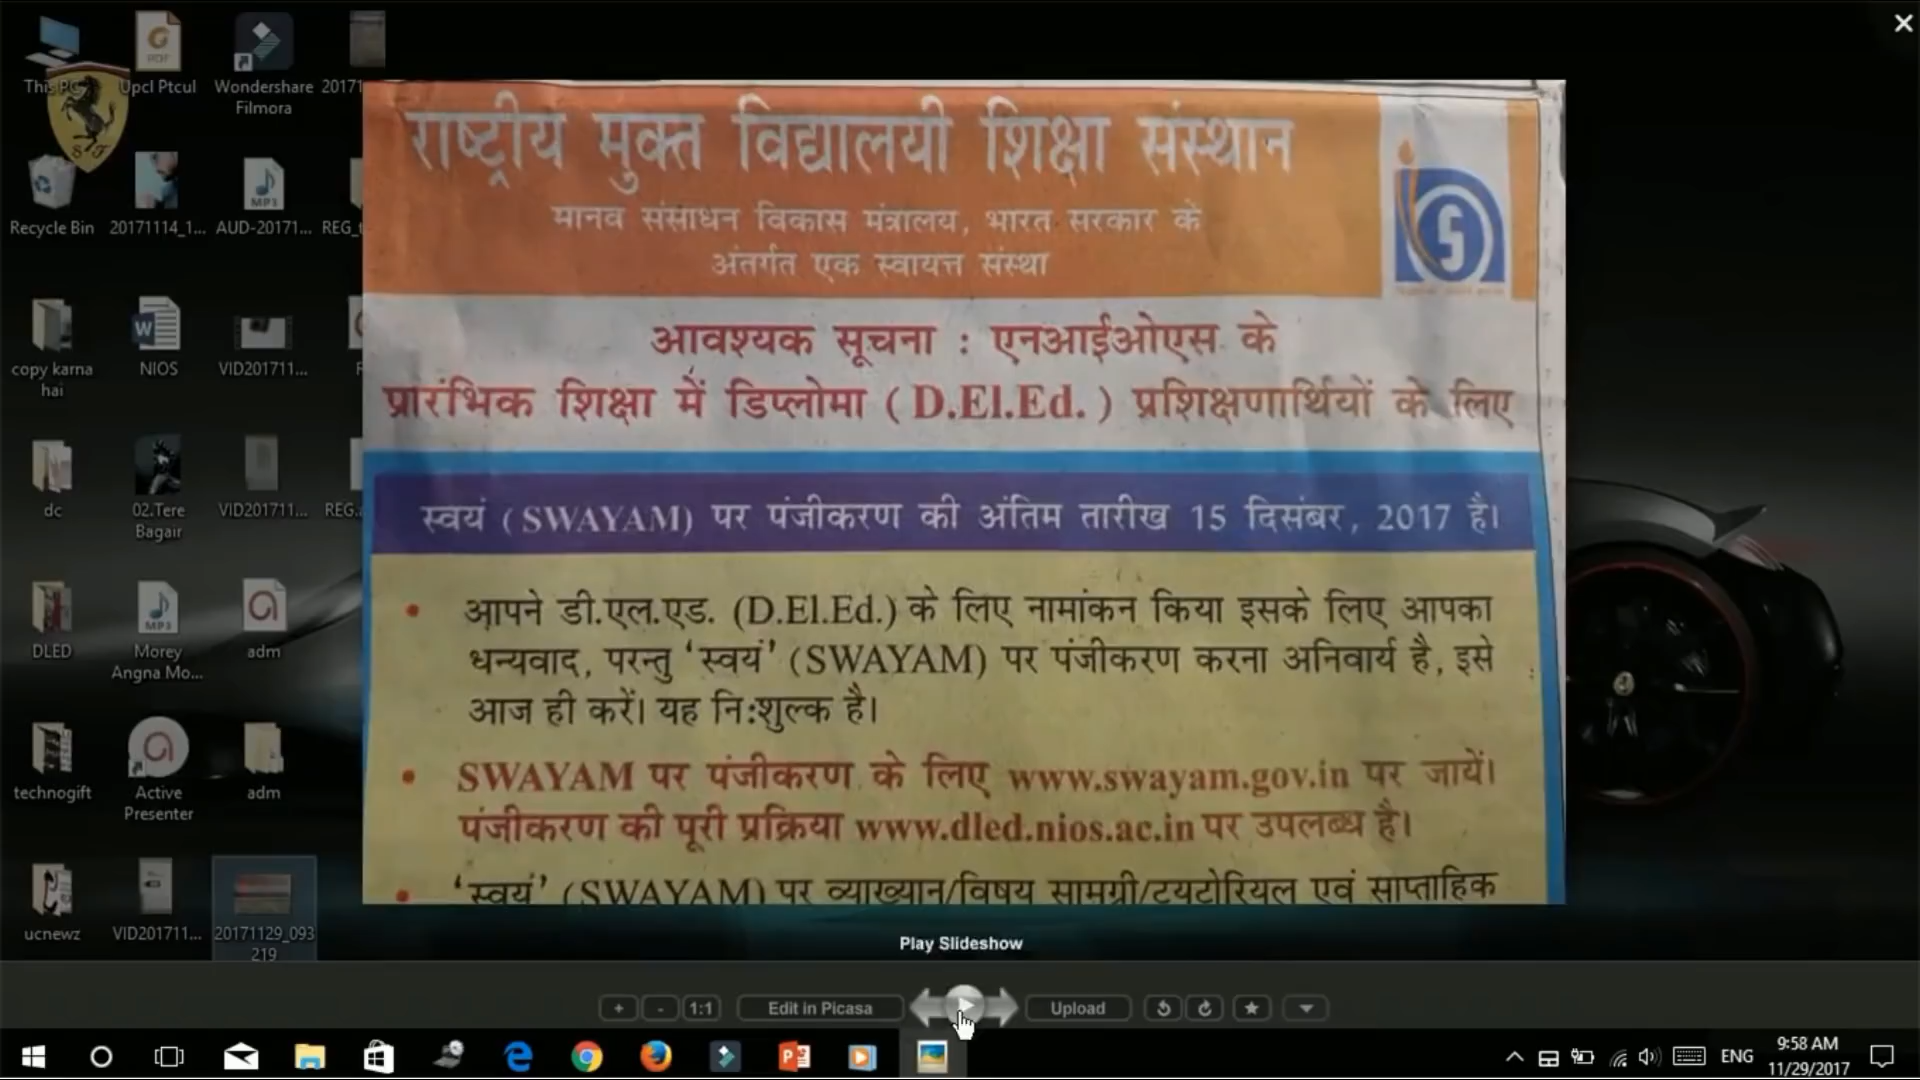 This PC
Upcl Ptcul
Wondershare Filmora
20171
Recycle Bin
20171114_1...
AUD-20171...
REG_t
copy karna hai
NIOS
VID201711...
dc
02.Tere Bagair
VID201711...
REG.
DLED
Morey Angna Mo...
adm
technogift
Active Presenter
adm
ucnewz
VID201711...
20171129_093219
राष्ट्रीय मुक्त विद्यालयी शिक्षा संस्थान
मानव संसाधन विकास मंत्रालय, भारत सरकार के
अंतर्गत एक स्वायत्त संस्था
आवश्यक सूचना : एनआईओएस के
प्रारंभिक शिक्षा में डिप्लोमा ( D.El.Ed. ) प्रशिक्षणार्थियों के लिए
स्वयं ( SWAYAM) पर पंजीकरण की अंतिम तारीख 15 दिसंबर, 2017 है।
• आपने डी.एल.एड. (D.El.Ed.) के लिए नामांकन किया इसके लिए आपका
धन्यवाद, परन्तु ‘स्वयं’ (SWAYAM) पर पंजीकरण करना अनिवार्य है, इसे
आज ही करें। यह नि:शुल्क है।
• SWAYAM पर पंजीकरण के लिए www.swayam.gov.in पर जायें।
पंजीकरण की पूरी प्रक्रिया www.dled.nios.ac.in पर उपलब्ध है।
• ‘स्वयं’ (SWAYAM) पर व्याख्यान/विषय सामग्री/टयूटोरियल एवं साप्ताहिक
Play Slideshow
+ - 1:1 Edit in Picasa Upload
ENG
9:58 AM
11/29/2017